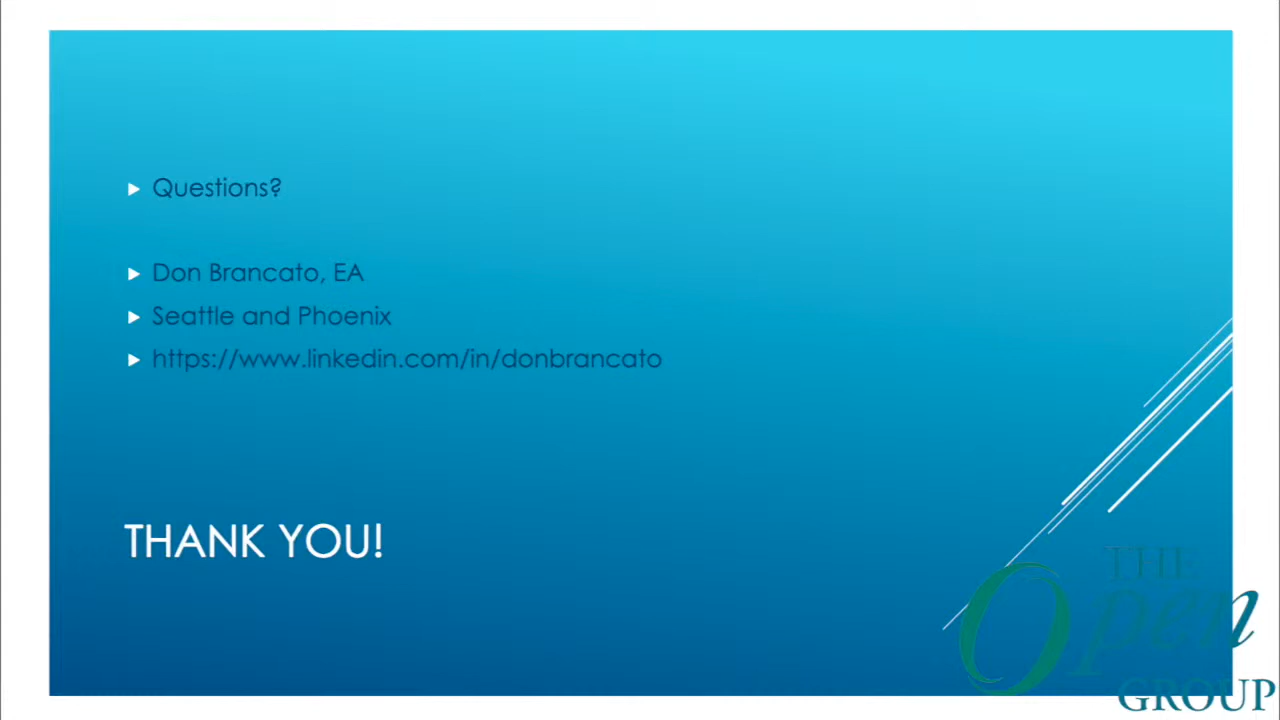 Questions?
Don Brancato, EA
Seattle and Phoenix
https://www.linkedin.com/in/donbrancato
THANK YOU!
THE
Open
GROUP